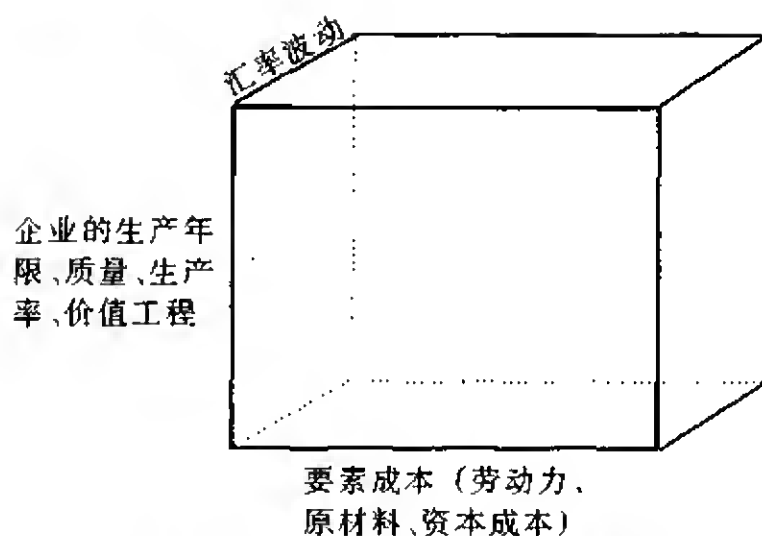 汇率波动
企业的生产年
限、质量、生产
率、价值工程
要素成本（劳动力、
原材料、资本成本）